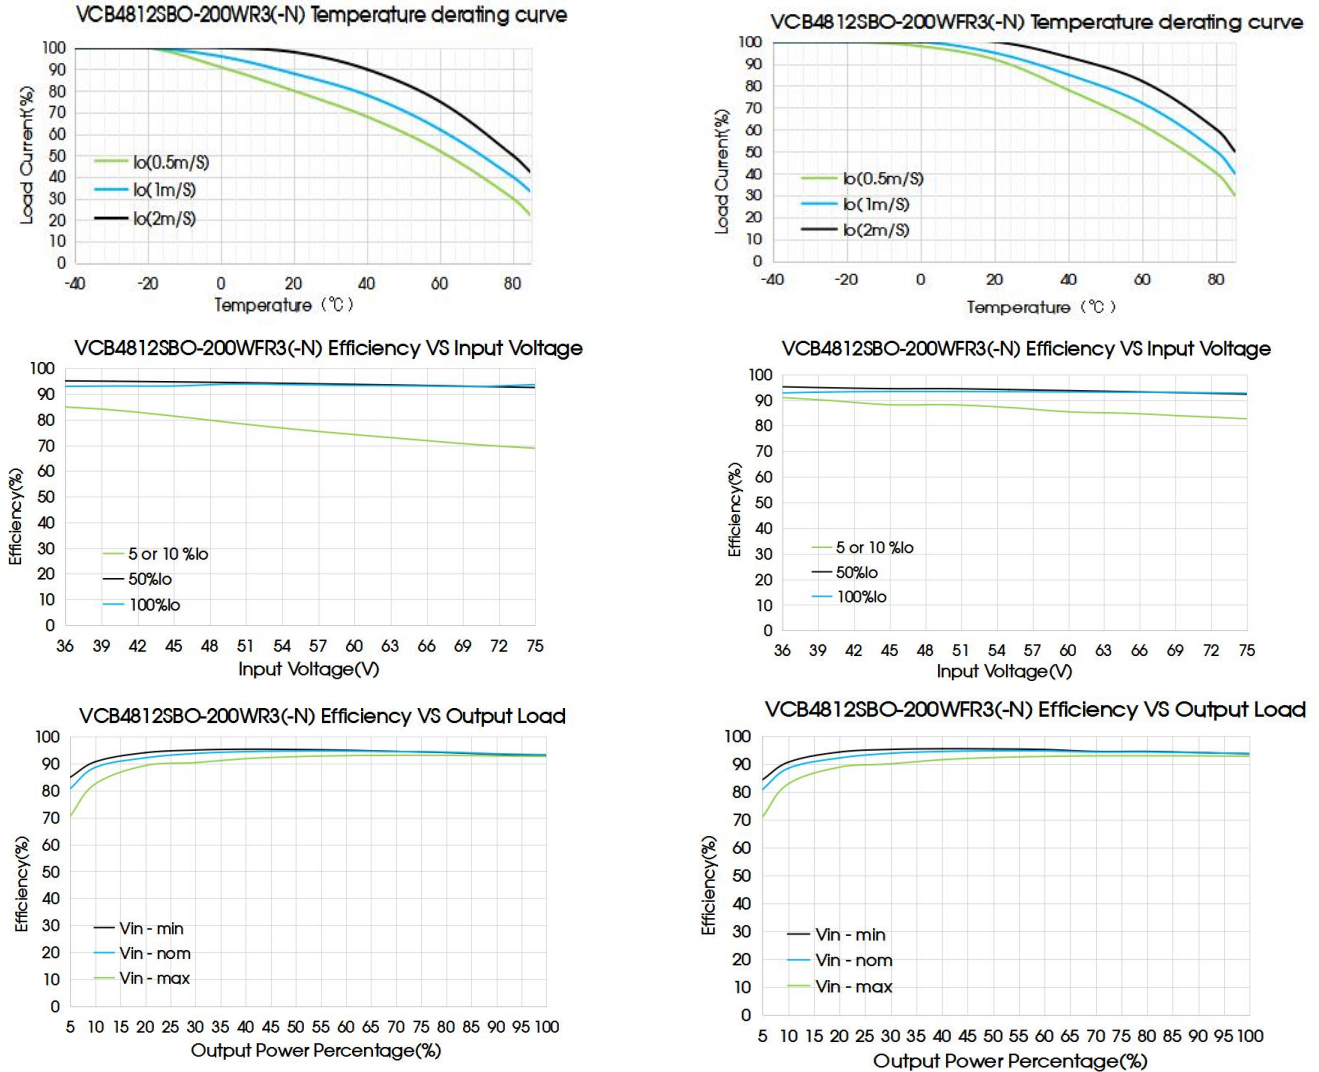 VCB4812SBO-200WR3(-N) Temperature derating curve
Load Current(%)
100
90
80
70
60
50
40
30
20
10
0
Io(0.5m/S)
Io(1m/S)
Io(2m/S)
-40 -20 0 20 40 60 80
Temperature (℃)
VCB4812SBO-200WFR3(-N) Temperature derating curve
Load Current(%)
100
90
80
70
60
50
40
30
20
10
0
Io(0.5m/S)
Io(1m/S)
Io(2m/S)
-40 -20 0 20 40 60 80
Temperature (℃)
VCB4812SBO-200WFR3(-N) Efficiency VS Input Voltage
Efficiency(%)
100
90
80
70
60
50
40
30
20
10
0
5 or 10 %Io
50%Io
100%Io
36 39 42 45 48 51 54 57 60 63 66 69 72 75
Input Voltage(V)
VCB4812SBO-200WFR3(-N) Efficiency VS Input Voltage
Efficiency(%)
100
90
80
70
60
50
40
30
20
10
0
5 or 10 %Io
50%Io
100%Io
36 39 42 45 48 51 54 57 60 63 66 69 72 75
Input Voltage(V)
VCB4812SBO-200WR3(-N) Efficiency VS Output Load
Efficiency(%)
100
90
80
70
60
50
40
30
20
10
0
Vin - min
Vin - nom
Vin - max
5 10 15 20 25 30 35 40 45 50 55 60 65 70 75 80 85 90 95 100
Output Power Percentage(%)
VCB4812SBO-200WFR3(-N) Efficiency VS Output Load
Efficiency(%)
100
90
80
70
60
50
40
30
20
10
0
Vin - min
Vin - nom
Vin - max
5 10 15 20 25 30 35 40 45 50 55 60 65 70 75 80 85 90 95 100
Output Power Percentage(%)